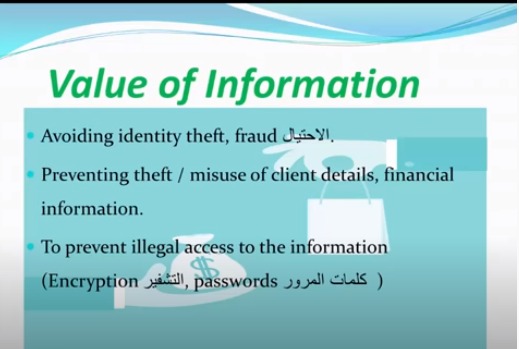 Value of Information
Avoiding identity theft, fraud الاحتيال.
Preventing theft / misuse of client details, financial
information.
To prevent illegal access to the information
(Encryption التشفير, passwords كلمات المرور )